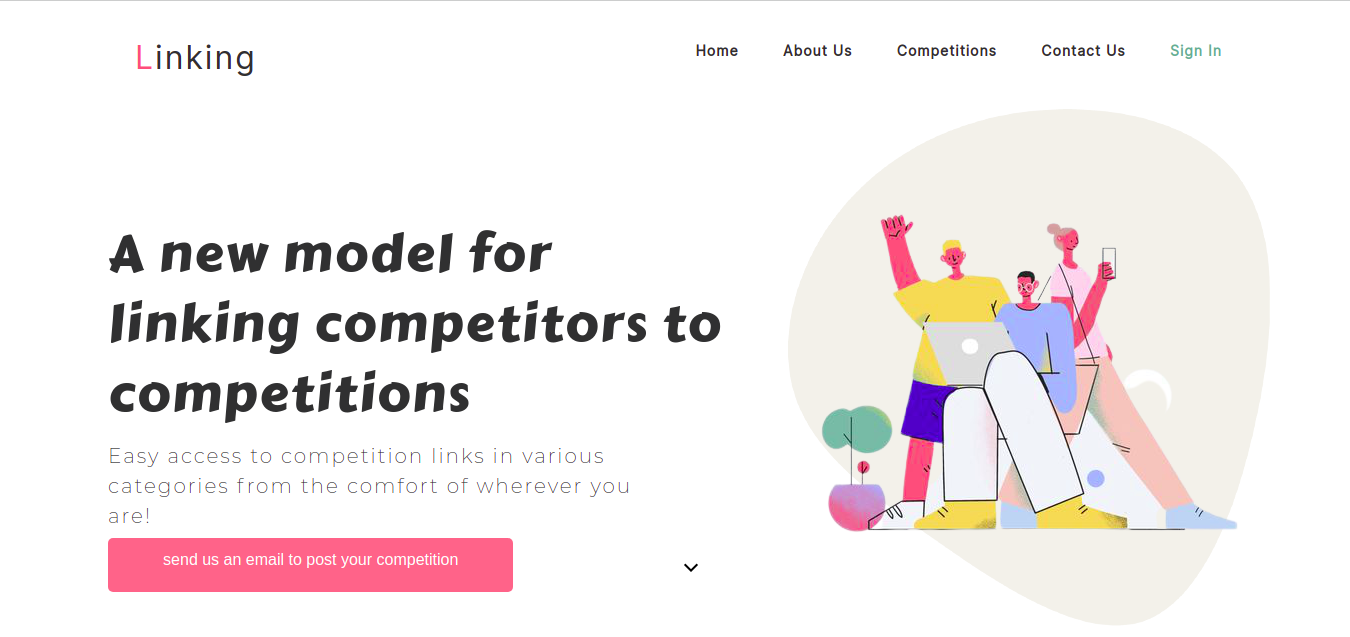 Linking
Home
About Us
Competitions
Contact Us
Sign In
A new model for
linking competitors to
competitions
Easy access to competition links in various
categories from the comfort of wherever you
are!
send us an email to post your competition